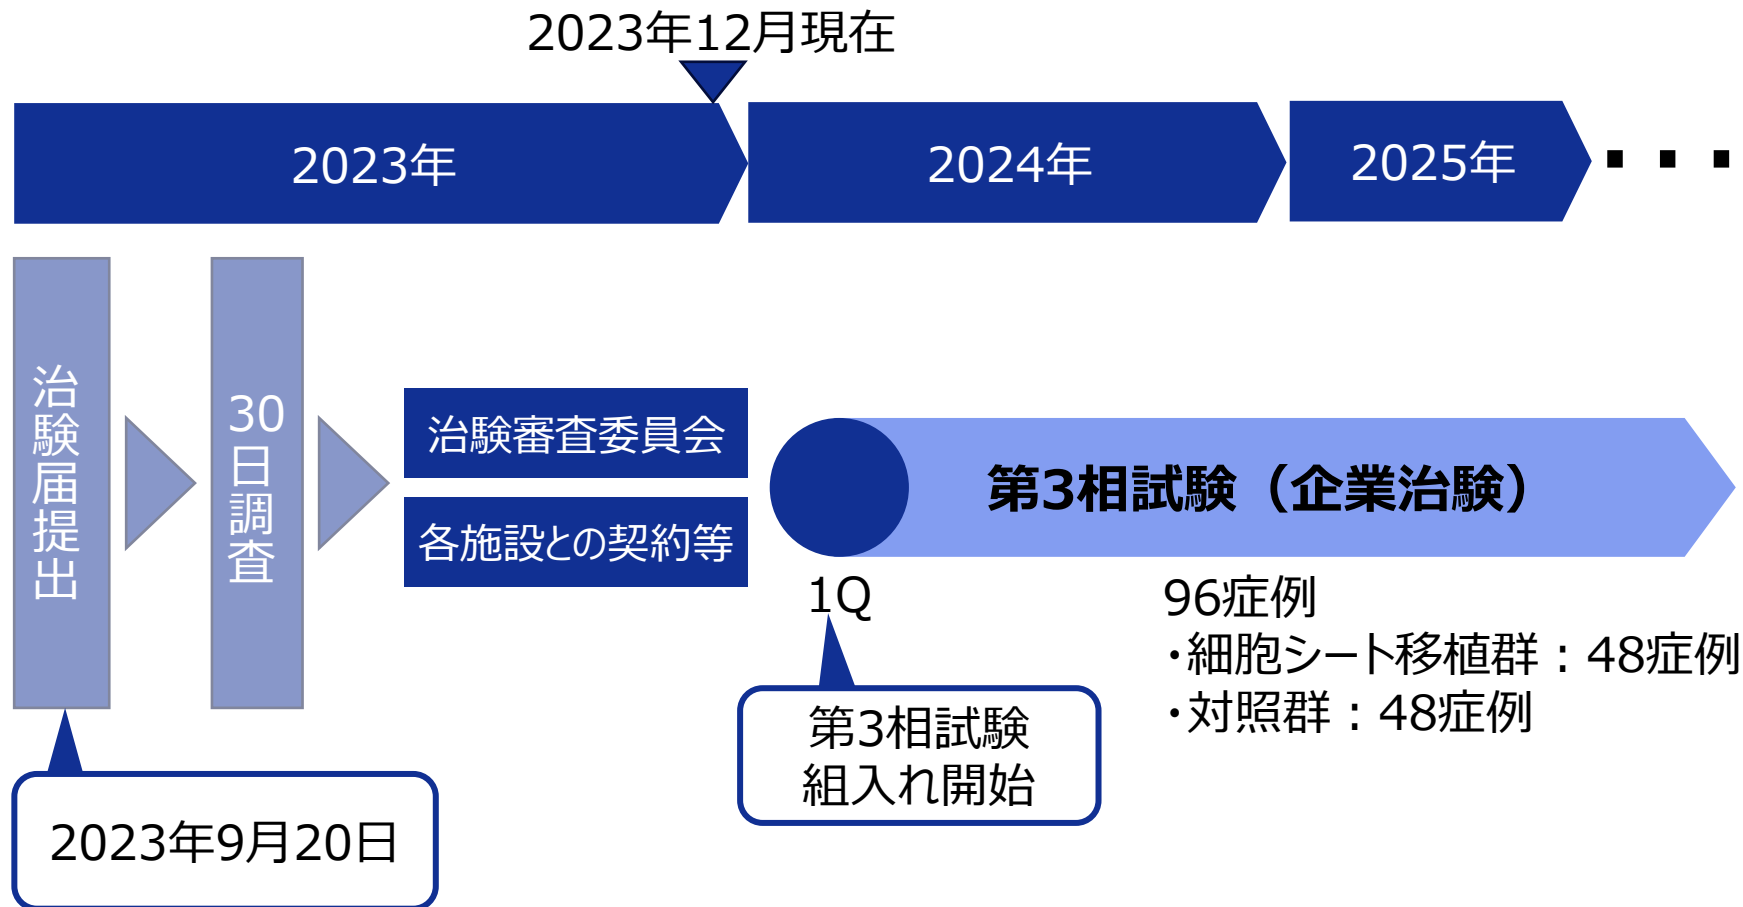 2023年12月現在
2023年
2024年
2025年
・・・
治験届提出
30日調査
治験審査委員会
各施設との契約等
第3相試験（企業治験）
1Q
96症例
・細胞シート移植群：48症例
・対照群：48症例
第3相試験
組入れ開始
2023年9月20日